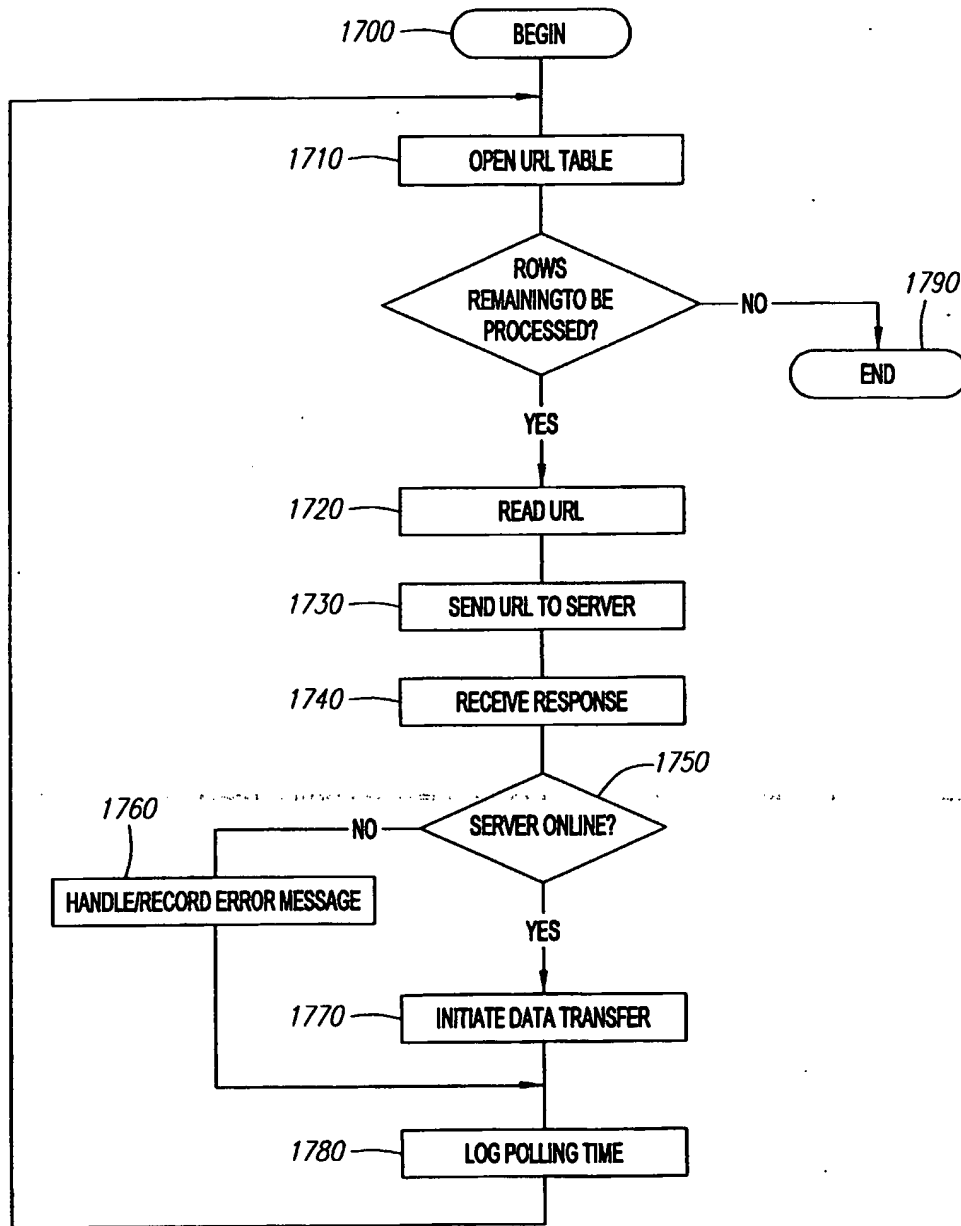 1700 BEGIN
1710 OPEN URL TABLE
ROWS
REMAININGTO BE
PROCESSED?
NO
1790
END
YES
1720 READ URL
1730 SEND URL TO SERVER
1740 RECEIVE RESPONSE
1750
SERVER ONLINE?
NO
1760
HANDLE/RECORD ERROR MESSAGE
YES
1770 INITIATE DATA TRANSFER
1780 LOG POLLING TIME